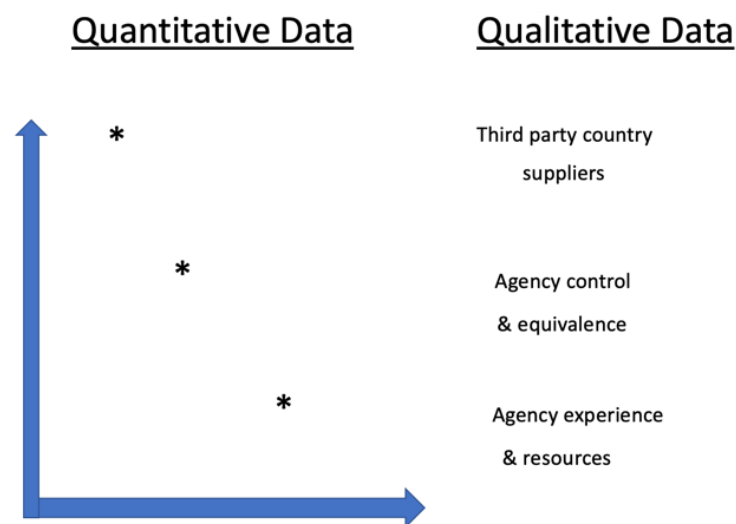 Quantitative Data
Qualitative Data
*
Third party country
suppliers
*
Agency control
& equivalence
*
Agency experience
& resources